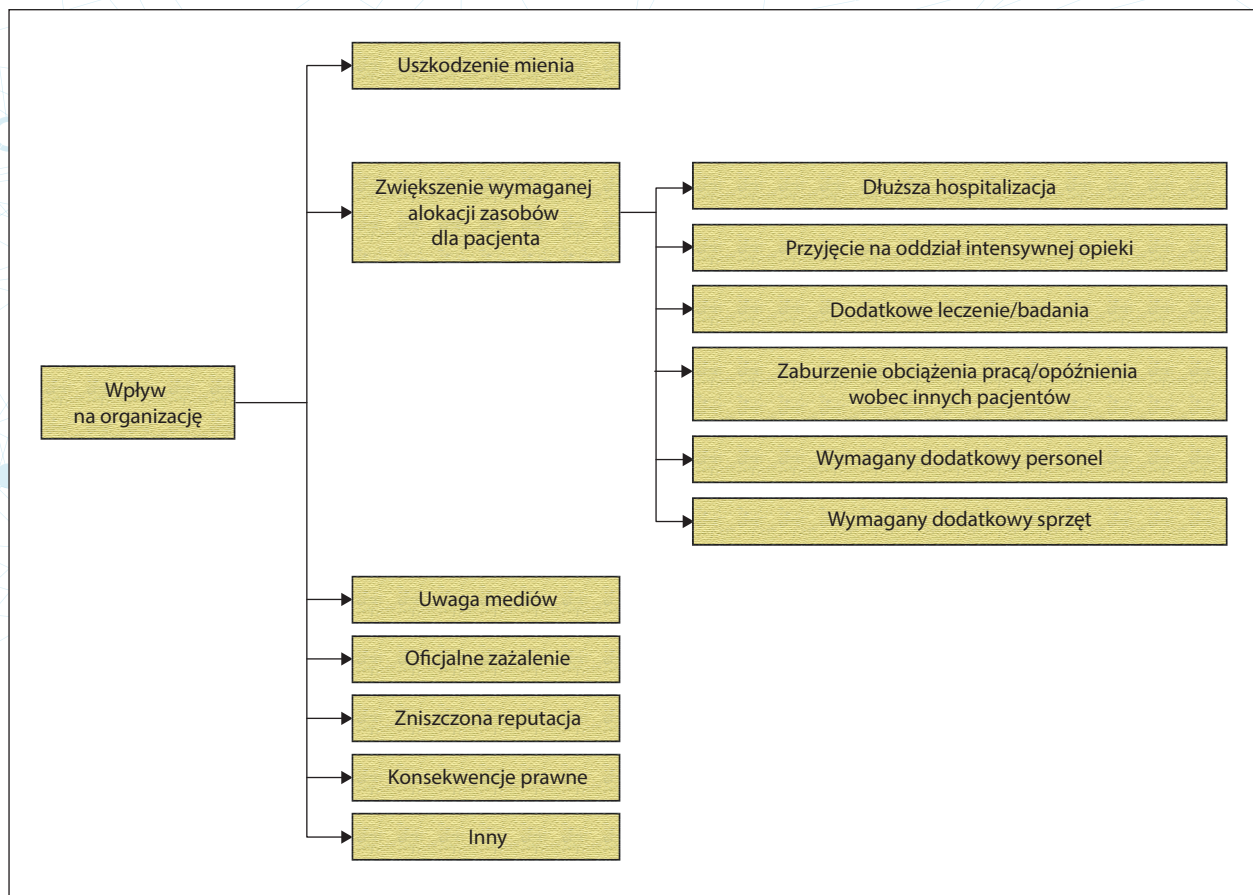 Uszkodzenie mienia
Zwiększenie wymaganej
alokacji zasobów
dla pacjenta
Dłuższa hospitalizacja
Przyjęcie na oddział intensywnej opieki
Dodatkowe leczenie/badania
Zaburzenie obciążenia pracą/opóźnienia
wobec innych pacjentów
Wymagany dodatkowy personel
Wymagany dodatkowy sprzęt
Wpływ
na organizację
Uwaga mediów
Oficjalne zażalenie
Zniszczona reputacja
Konsekwencje prawne
Inny